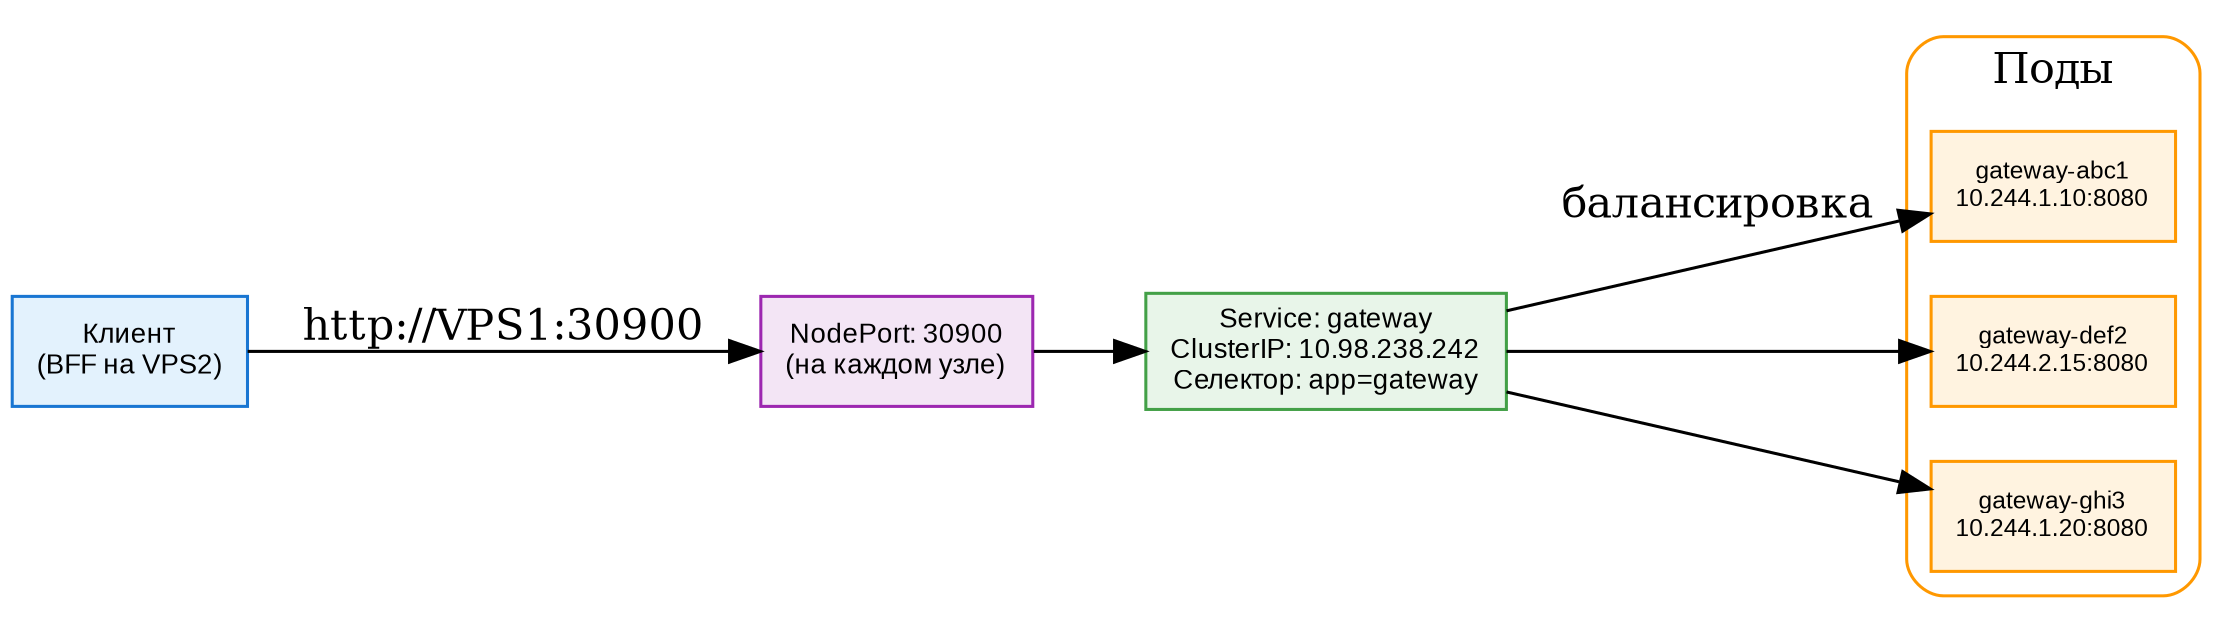 Клиент
(BFF на VPS2)
http://VPS1:30900
NodePort: 30900
(на каждом узле)
Service: gateway
ClusterIP: 10.98.238.242
Селектор: app=gateway
балансировка
Поды
gateway-abc1
10.244.1.10:8080
gateway-def2
10.244.2.15:8080
gateway-ghi3
10.244.1.20:8080